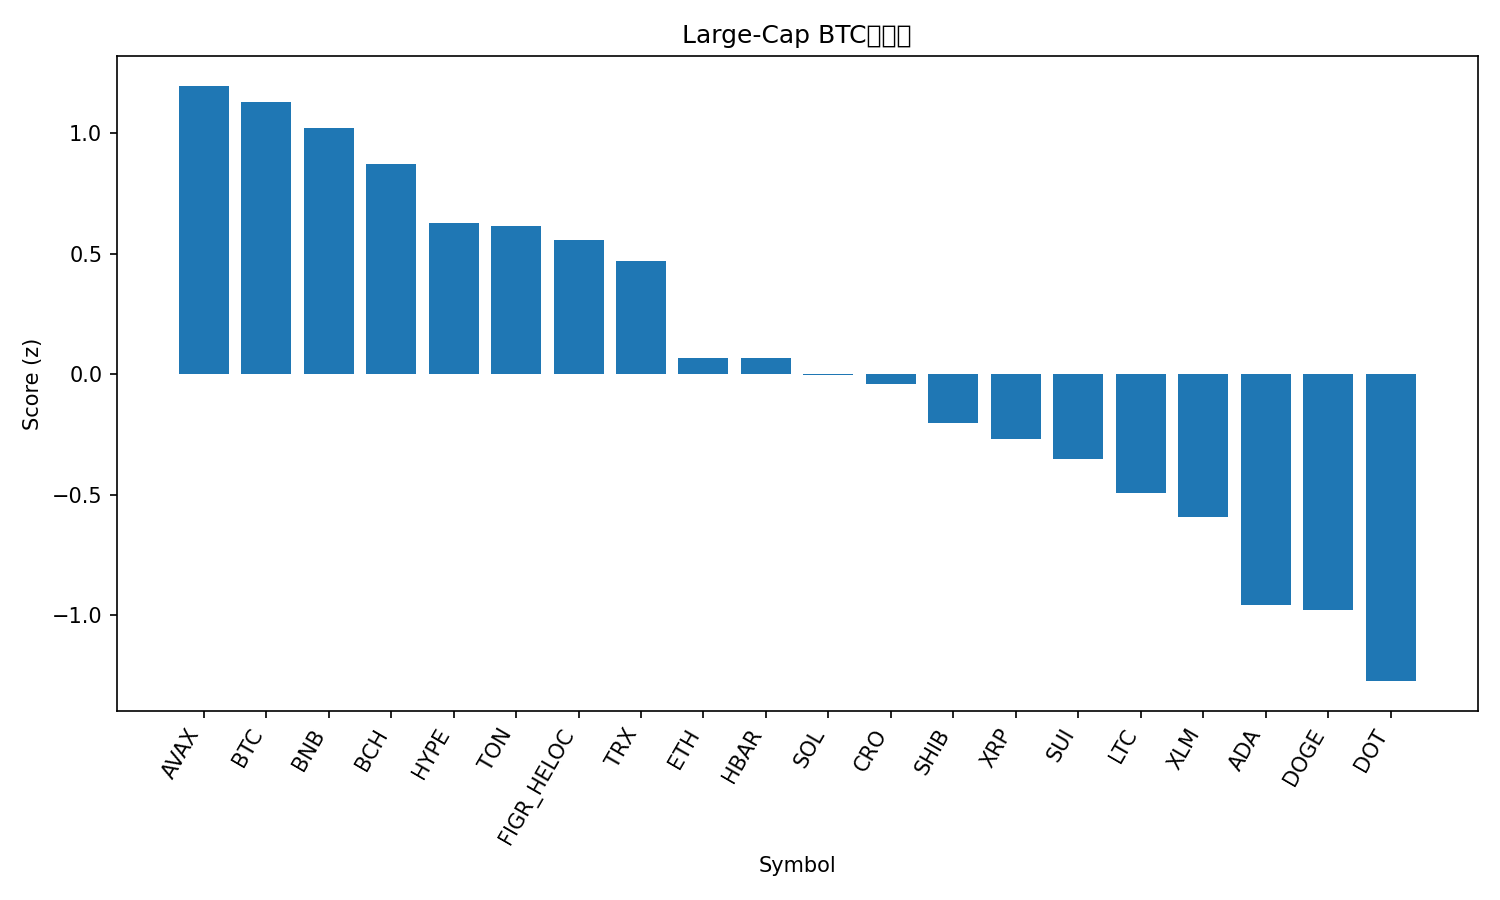 Large-Cap BTC
Score (z)
1.0
0.5
0.0
−0.5
−1.0
AVAX
BTC
BNB
BCH
HYPE
TON
FIGR_HELOC
TRX
ETH
HBAR
SOL
CRO
SHIB
XRP
SUI
LTC
XLM
ADA
DOGE
DOT
Symbol